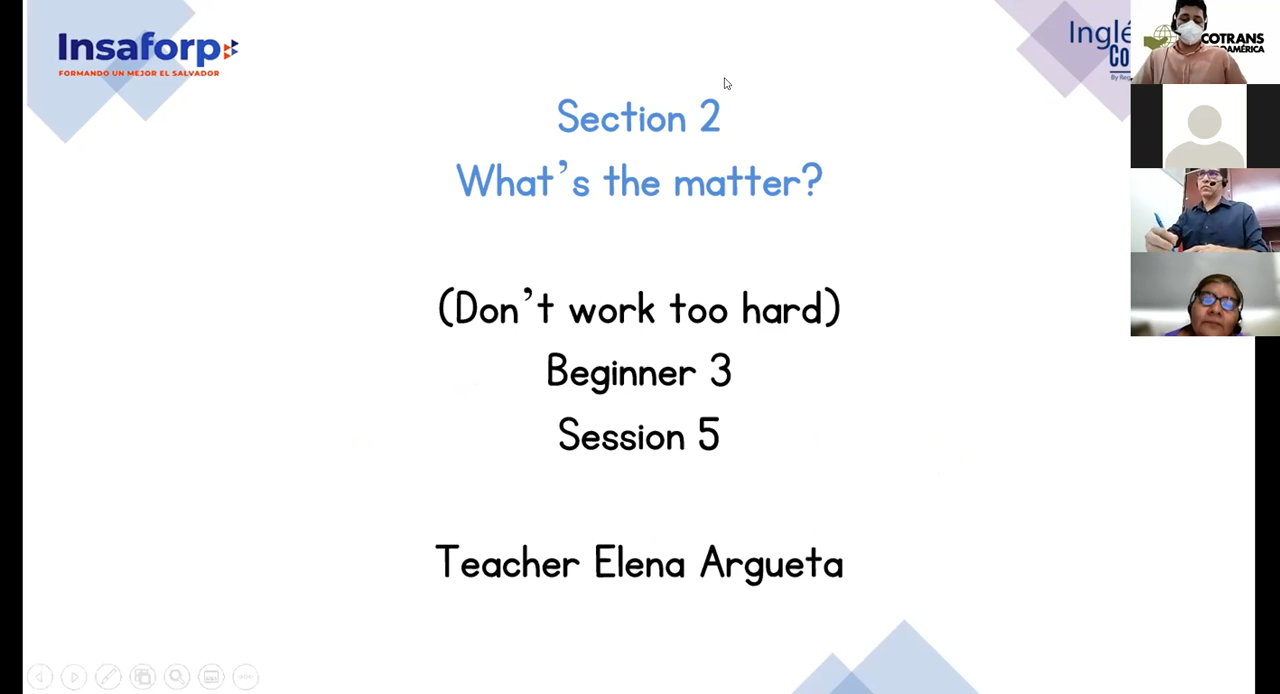 Insaforp
FORMANDO UN MEJOR EL SALVADOR
Section 2
What's the matter?
(Don't work too hard)
Beginner 3
Session 5
Teacher Elena Argueta
COTRANS